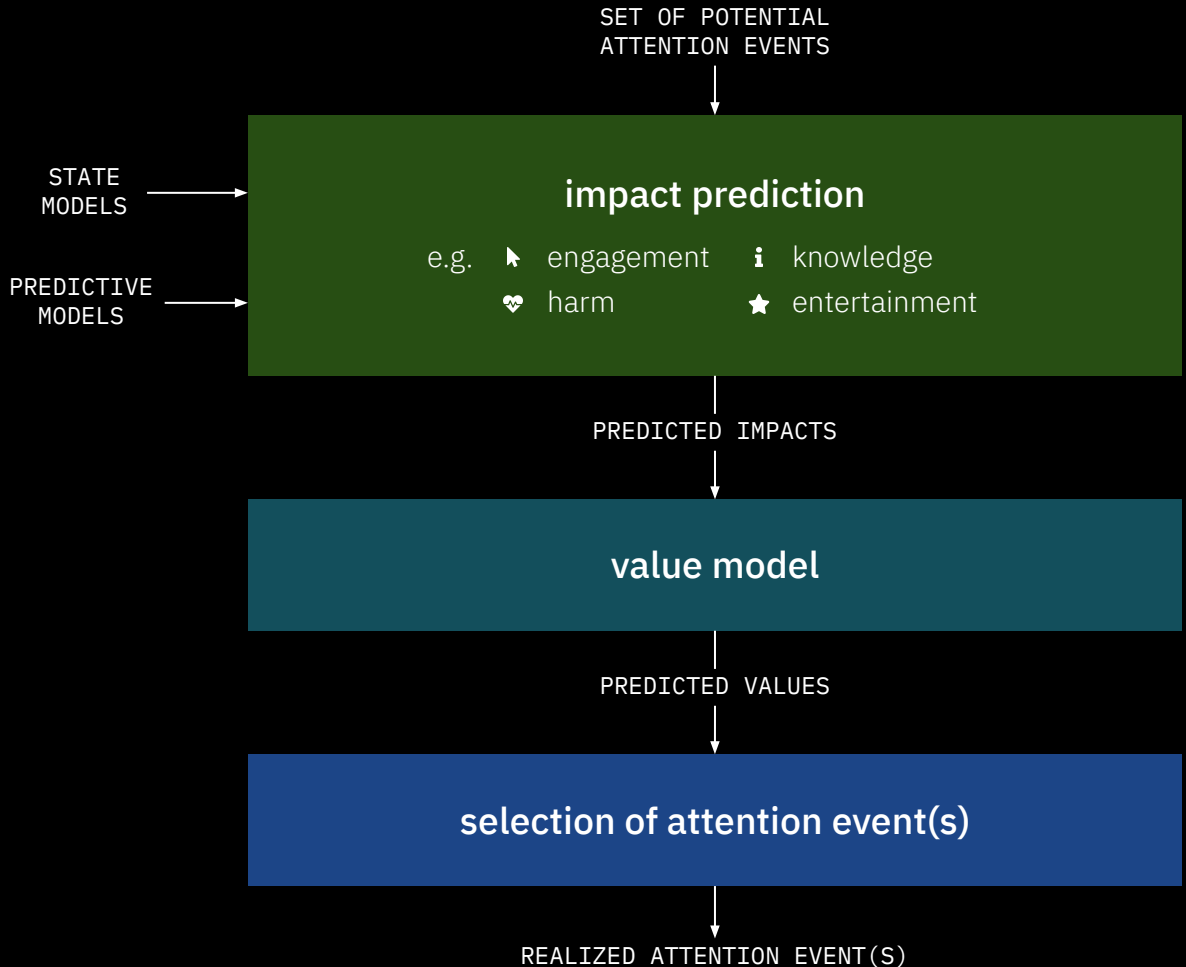 SET OF POTENTIAL
ATTENTION EVENTS
STATE
MODELS
impact prediction
e.g. engagement knowledge
PREDICTIVE
MODELS
harm entertainment
PREDICTED IMPACTS
value model
PREDICTED VALUES
selection of attention event(s)
REALIZED ATTENTION EVENT(S)